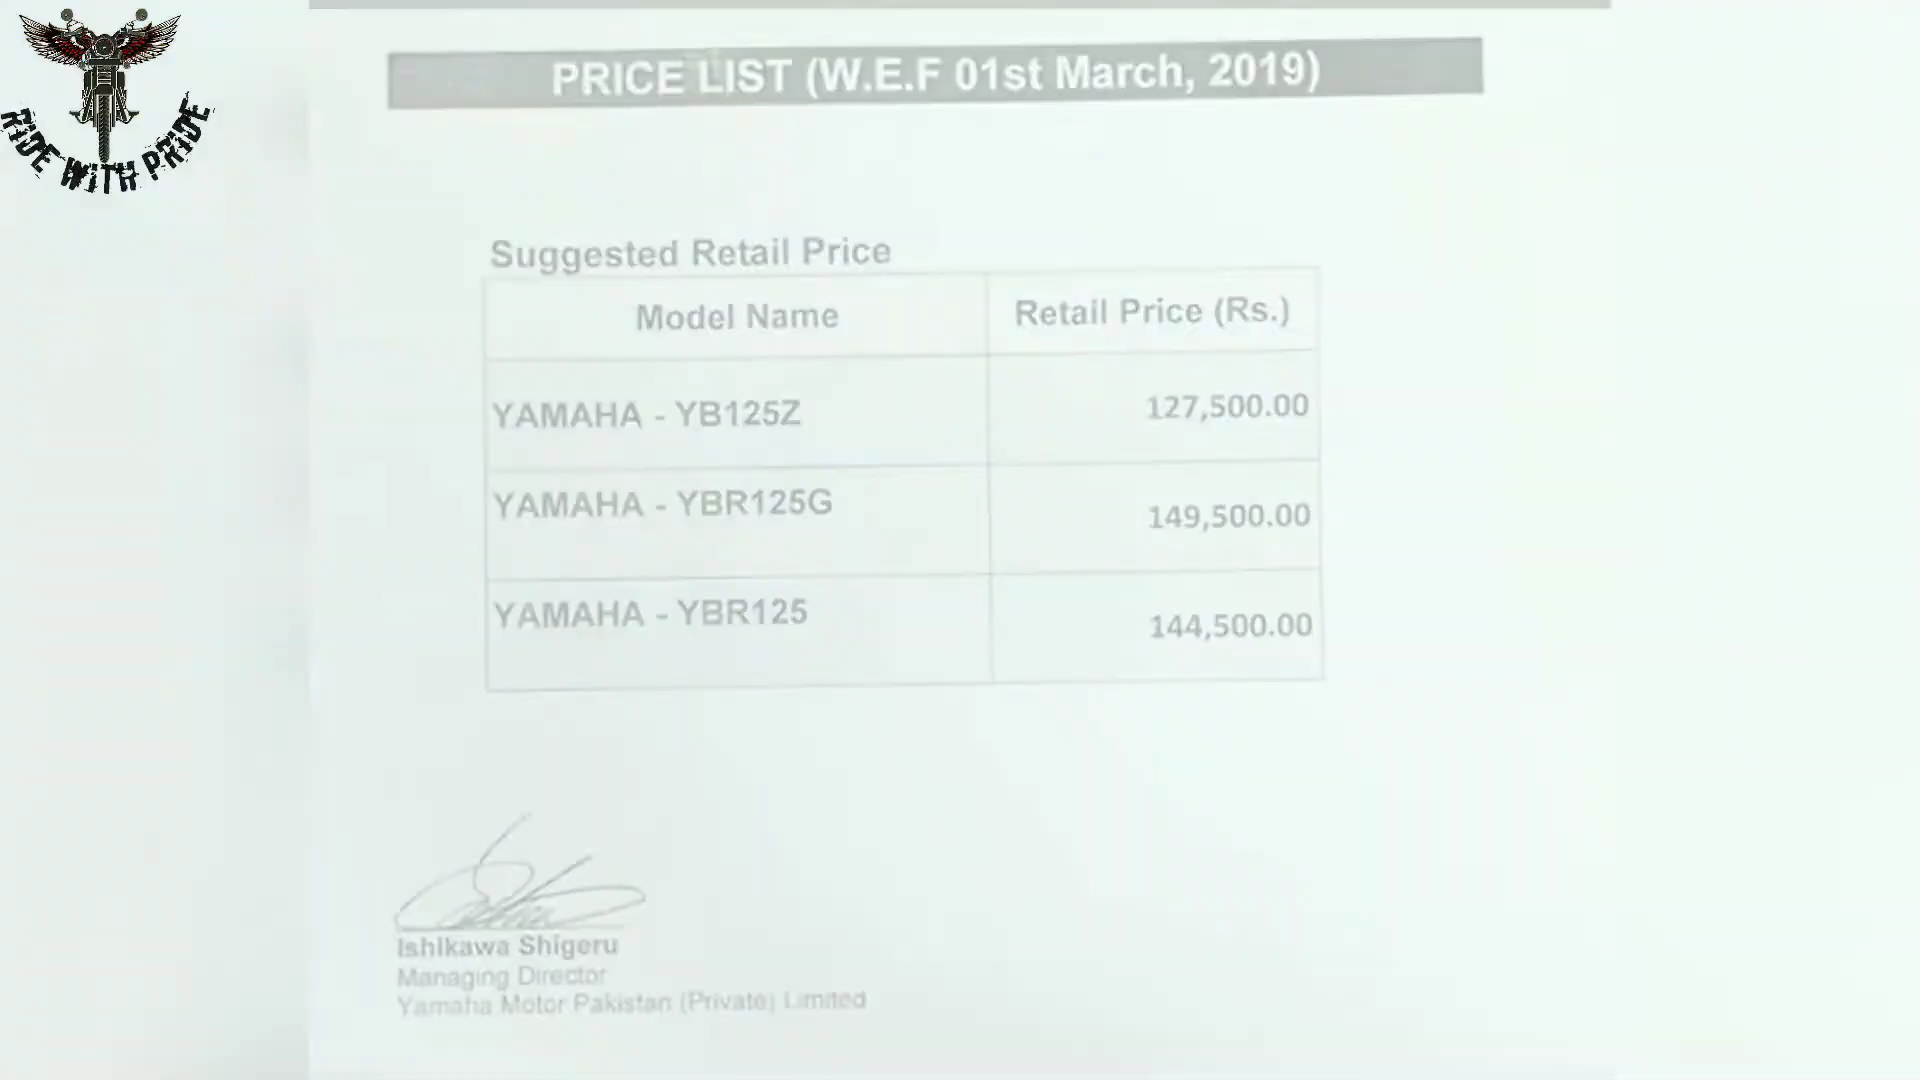 RIDE WITH PRIDE
PRICE LIST (W.E.F 01st March, 2019)
Suggested Retail Price
Model Name Retail Price (Rs.)
YAMAHA - YB125Z 127,500.00
YAMAHA - YBR125G 149,500.00
YAMAHA - YBR125 144,500.00
Ishikawa Shigeru
Managing Director
Yamaha Motor Pakistan (Private) Limited